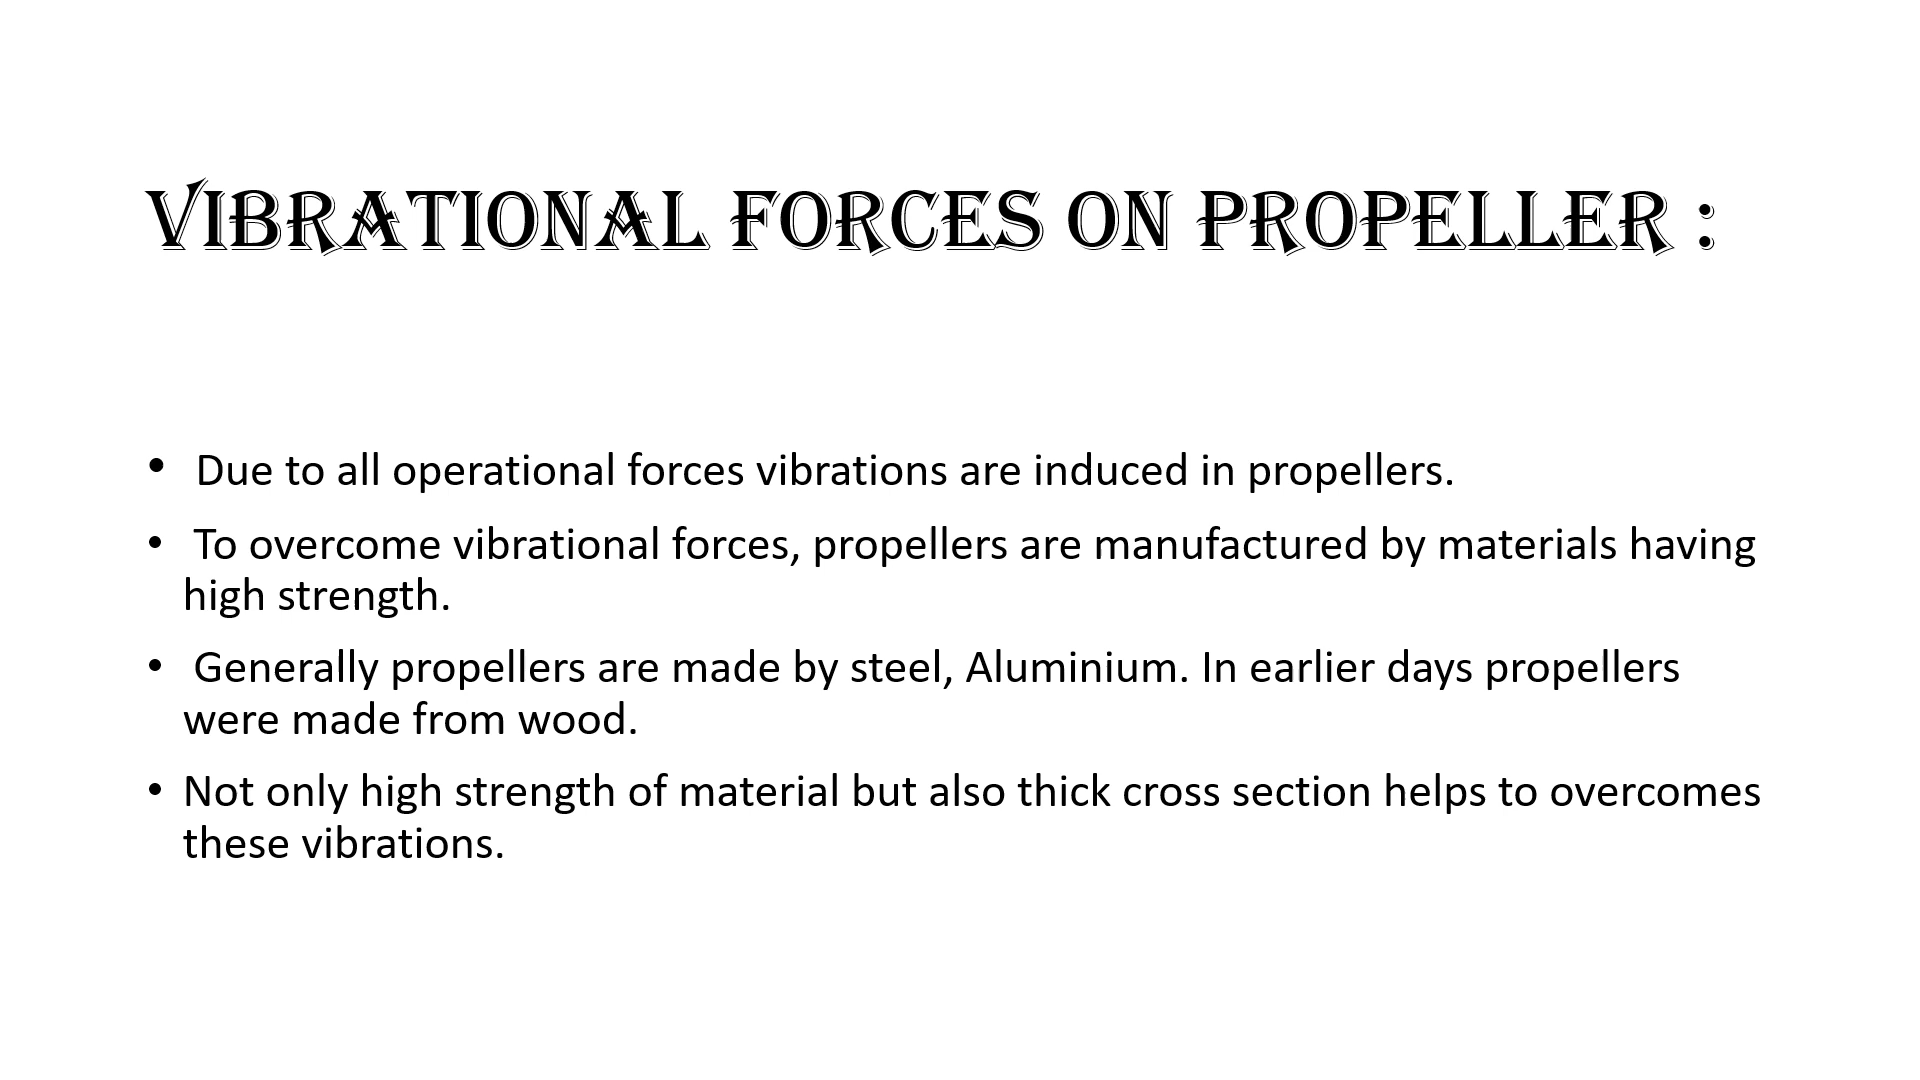 VIBRATIONAL FORCES ON PROPELLER :
• Due to all operational forces vibrations are induced in propellers.
• To overcome vibrational forces, propellers are manufactured by materials having
high strength.
• Generally propellers are made by steel, Aluminium. In earlier days propellers
were made from wood.
• Not only high strength of material but also thick cross section helps to overcomes
these vibrations.